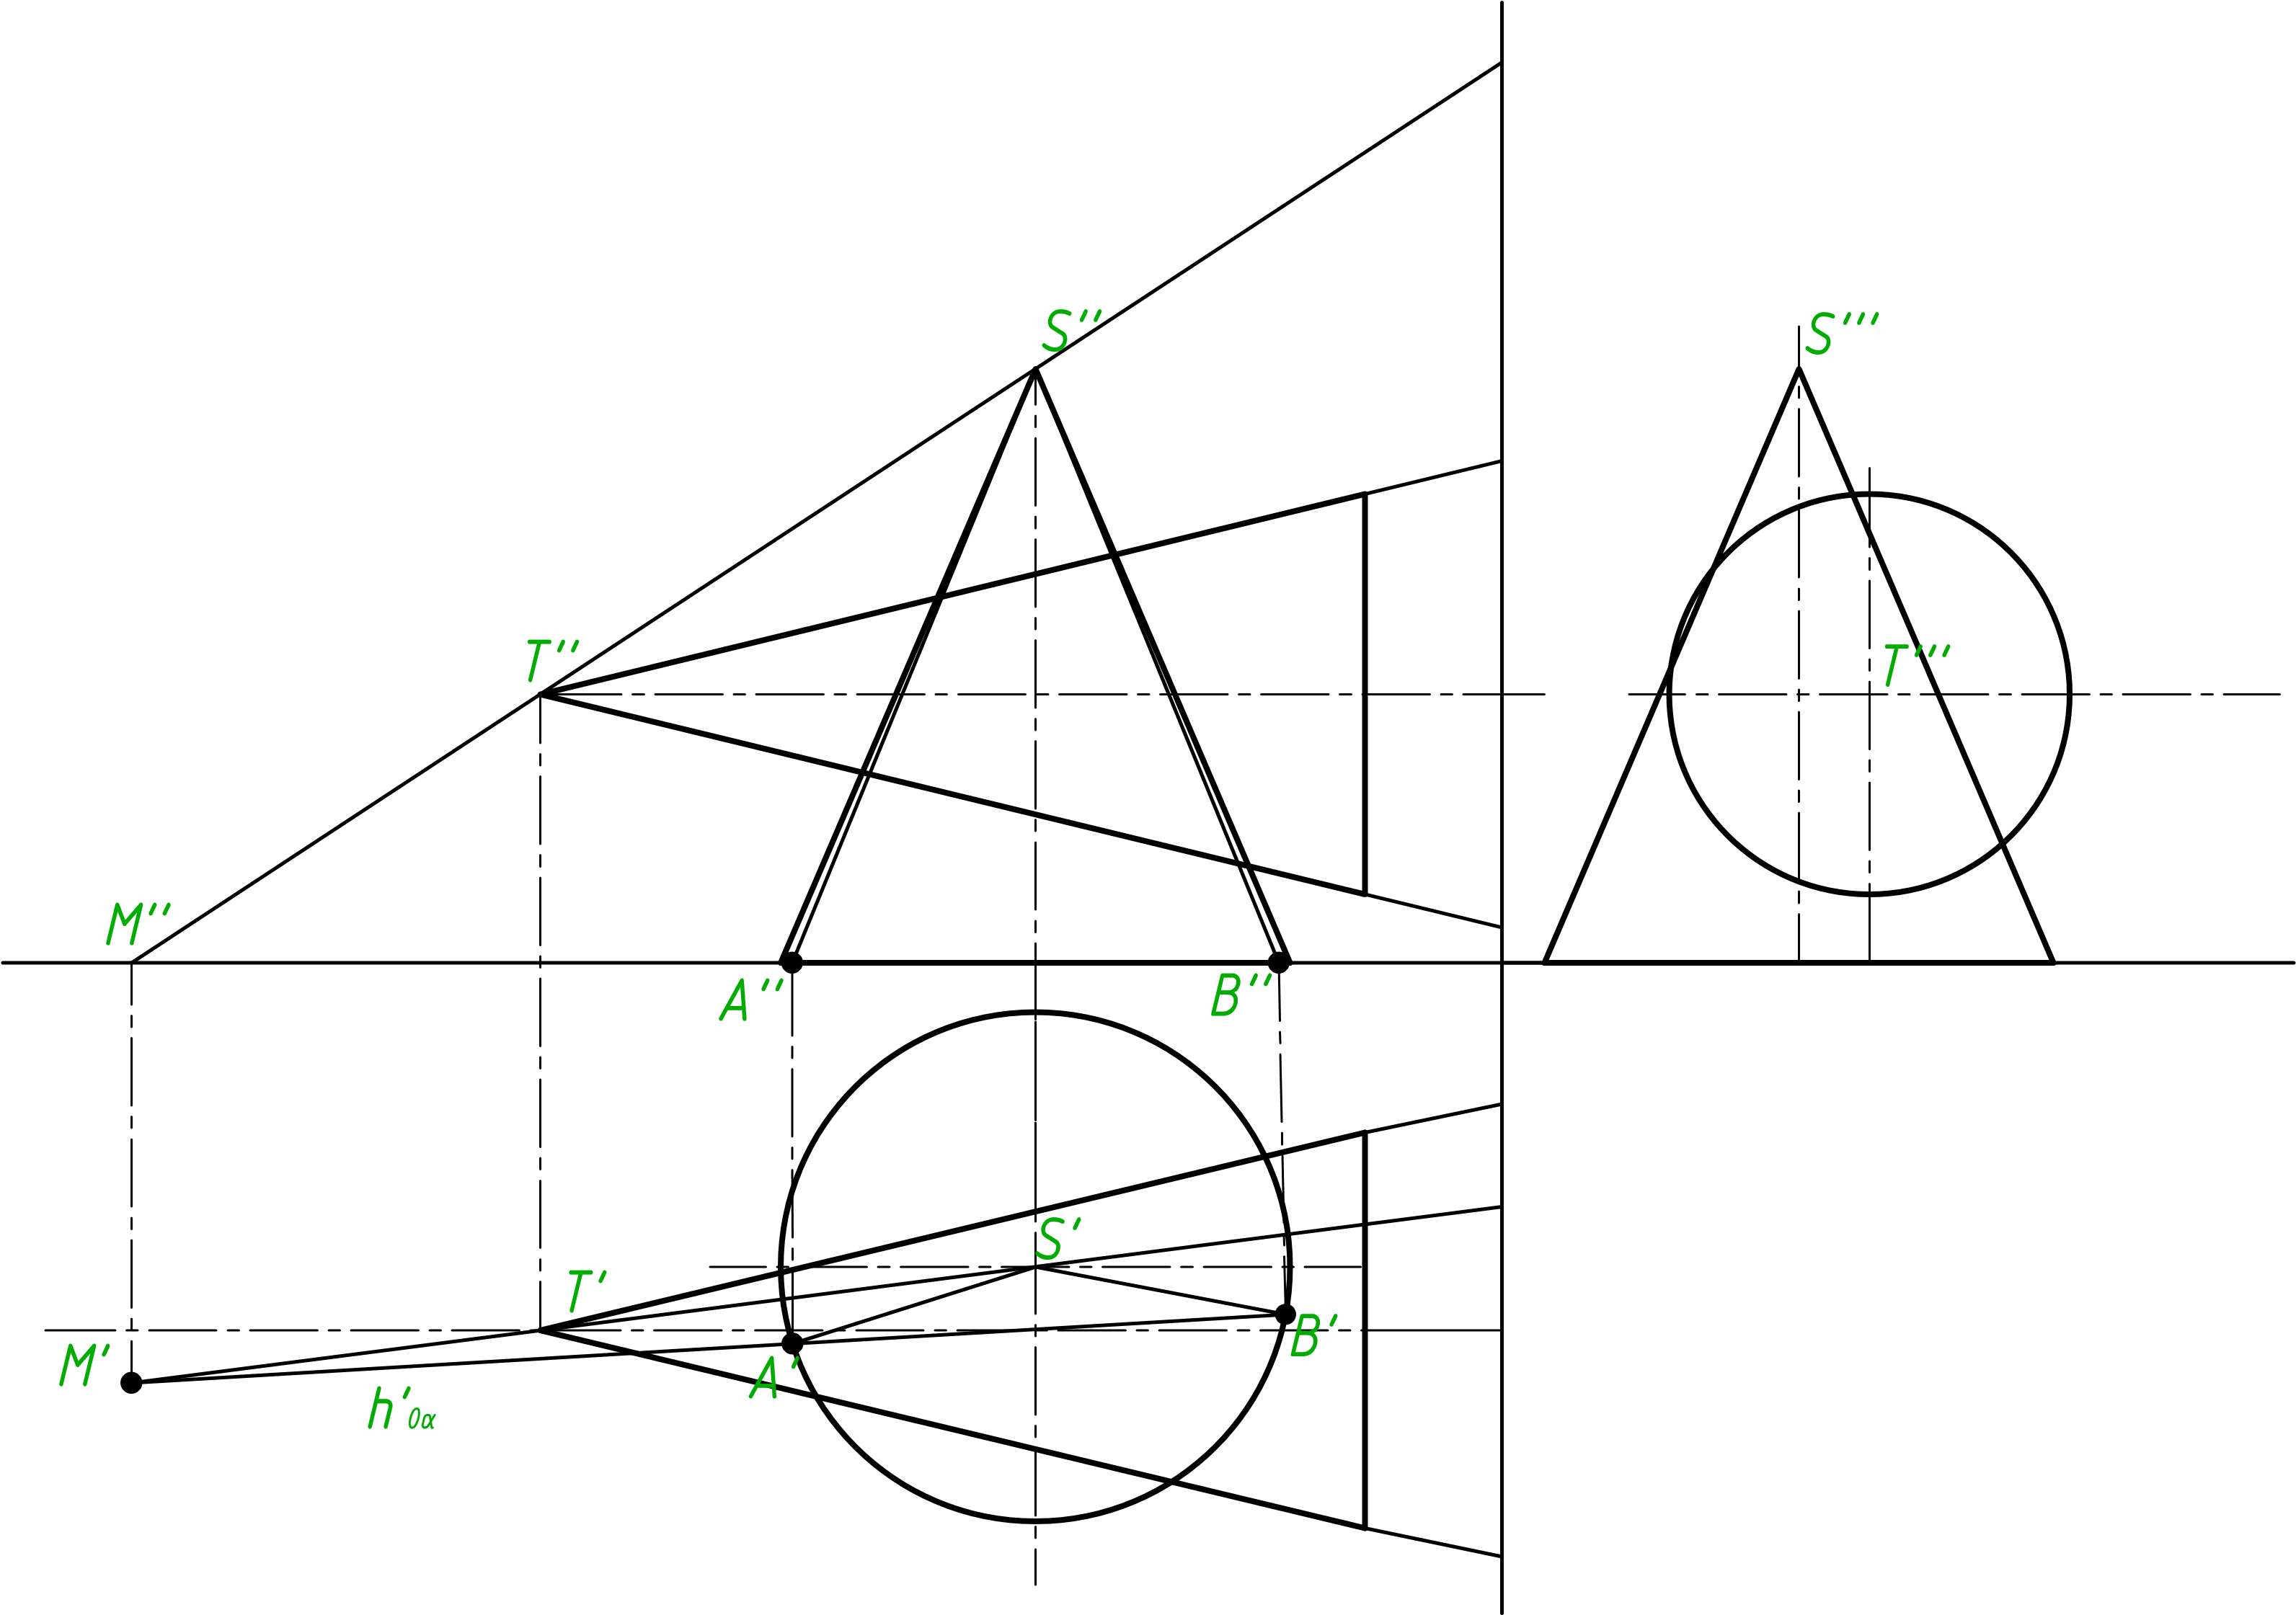 S″
S‴
T″
T‴
M″
A″
B″
S′
T′
B′
M′
A′
h′0α